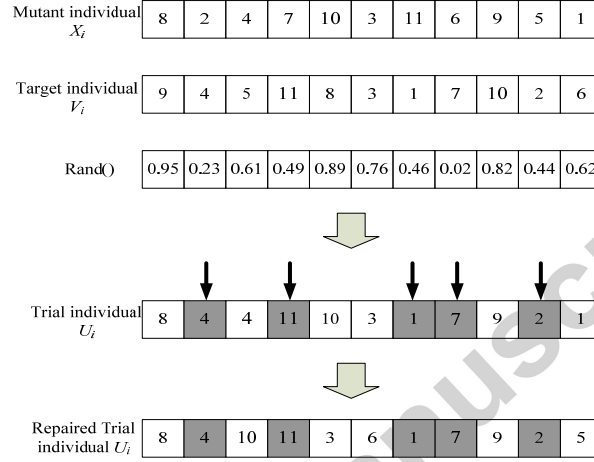 Mutant individual
Xi
8 2 4 7 10 3 11 6 9 5 1
Target individual
Vi
9 4 5 11 8 3 1 7 10 2 6
Rand()
0.95 0.23 0.61 0.49 0.89 0.76 0.46 0.02 0.82 0.44 0.62
Trial individual
Ui
8 4 4 11 10 3 1 7 9 2 1
Repaired Trial
individual Ui
8 4 10 11 3 6 1 7 9 2 5
nuscr